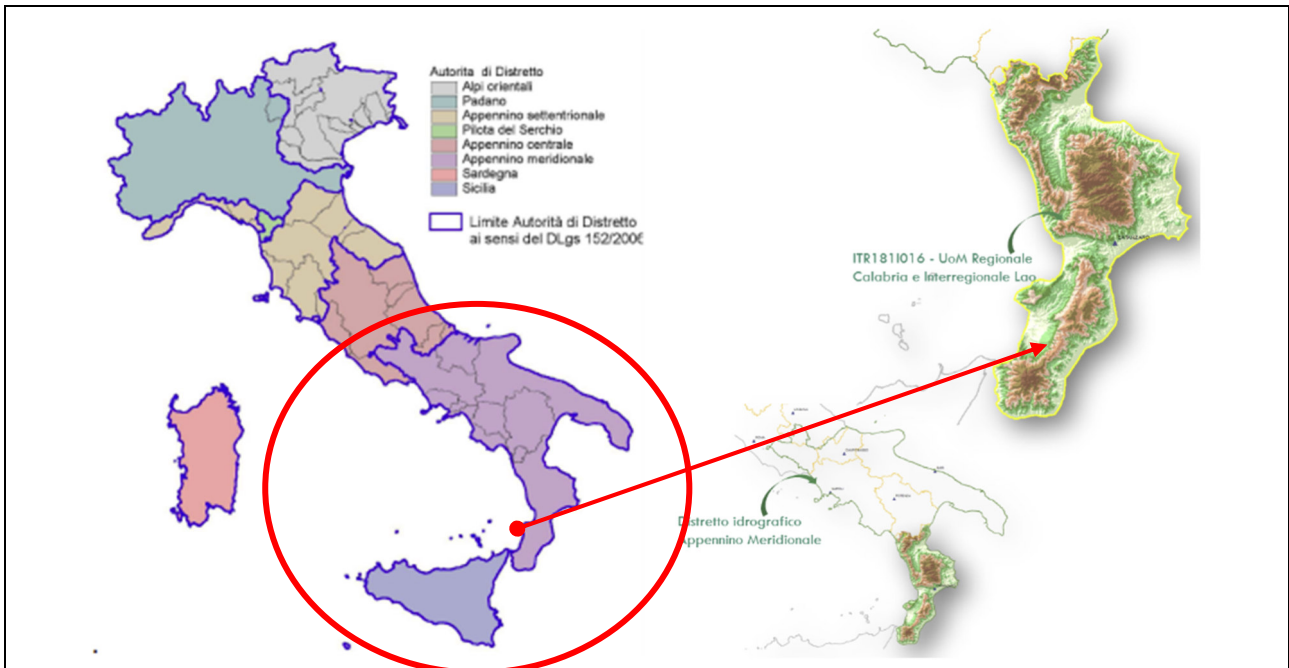 Autorita di Distretto
Alpi orientali
Padano
Appennino settentrionale
Pilota del Serchio
Appennino centrale
Appennino meridionale
Sardegna
Sicilia
Limite Autorità di Distretto
ai sensi del DLgs 152/2006
ITR181I016 - UoM Regionale
Calabria e Interregionale Lao
Distretto idrografico
Appennino Meridionale